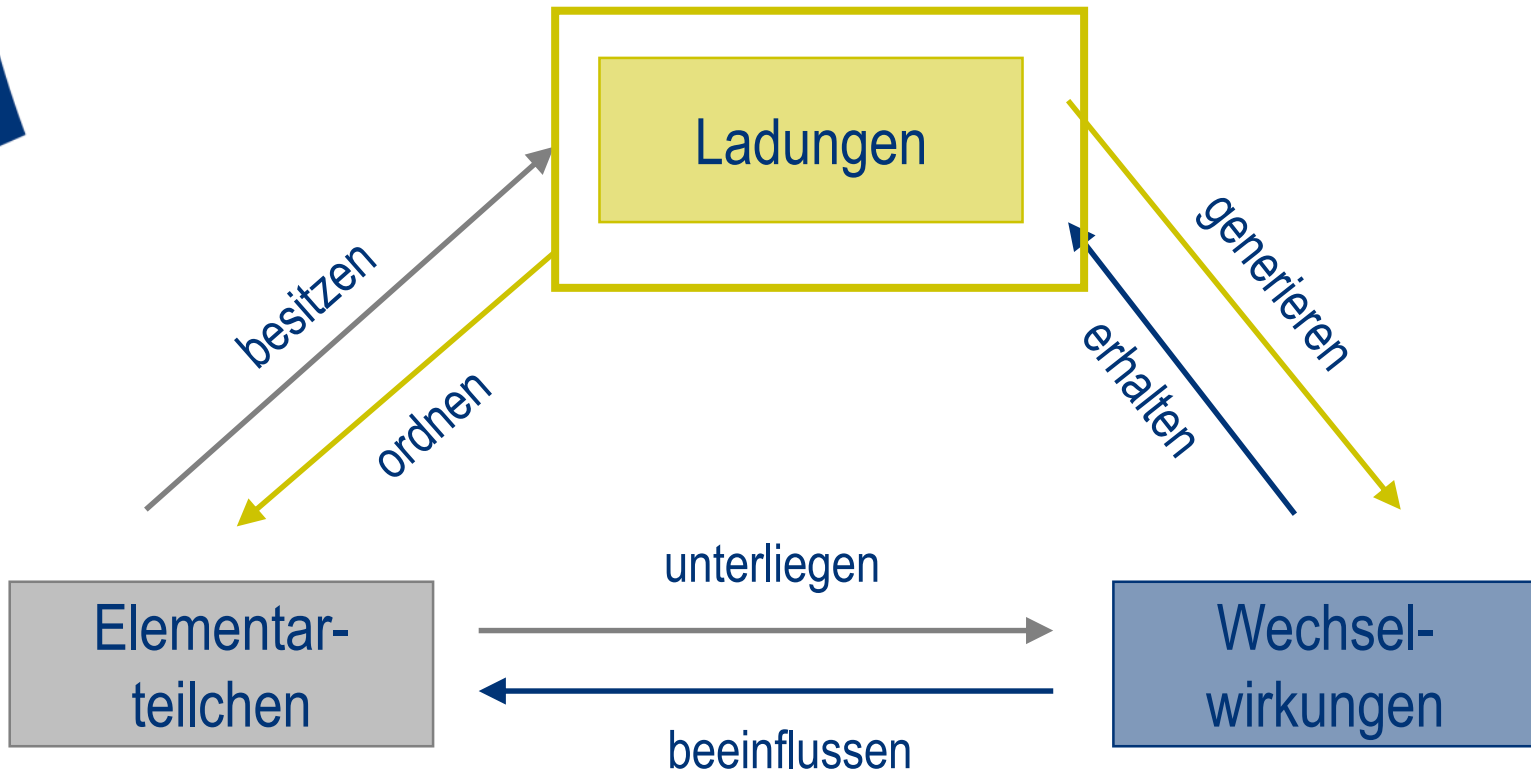 Ladungen
besitzen
ordnen
generieren
erhalten
unterliegen
Elementar-
teilchen
Wechsel-
wirkungen
beeinflussen